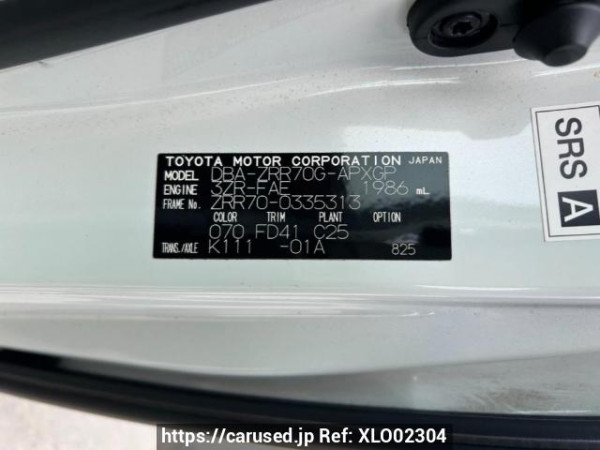 TOYOTA MOTOR CORPORATION JAPAN
MODEL DBA-ZRR70G-APXGP
ENGINE 3ZR-FAE 1986 mL
FRAME No. ZRR70-0335313
COLOR TRIM PLANT OPTION
070 FD41 C25
TRANS./AXLE K111 -01A 825
SRS A
https://carused.jp Ref: XLO02304